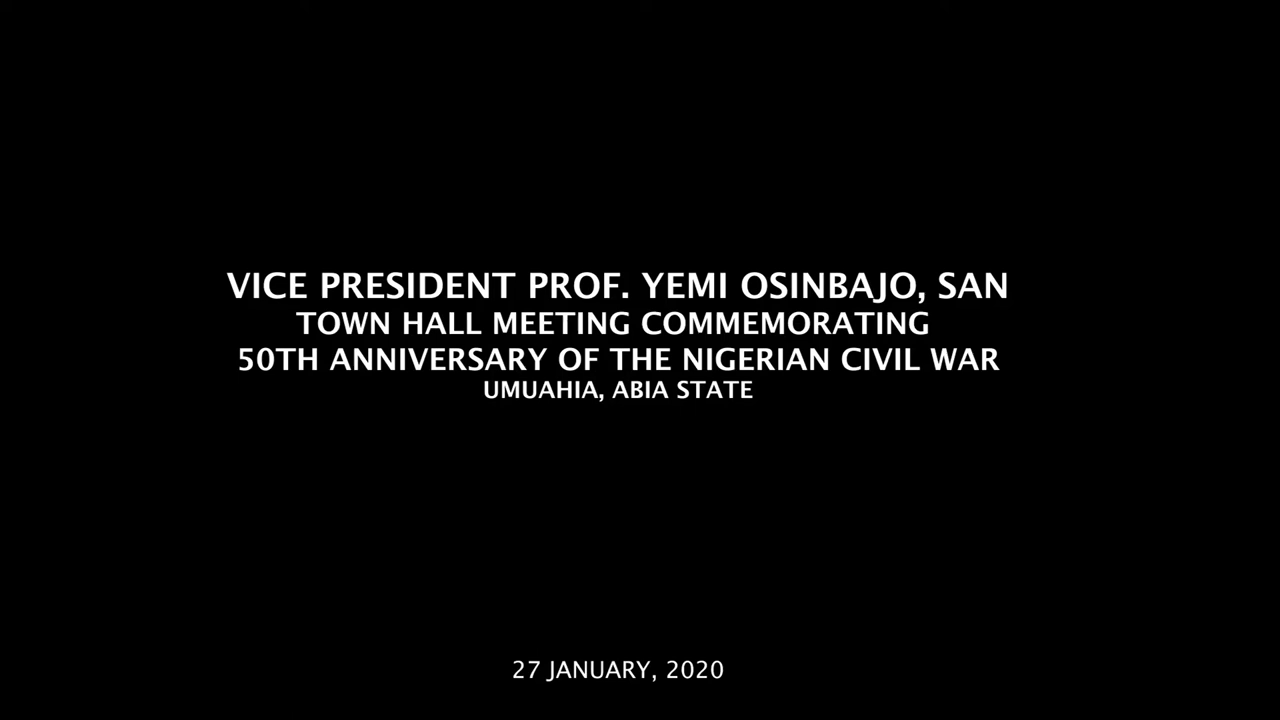 VICE PRESIDENT PROF. YEMI OSINBAJO, SAN
TOWN HALL MEETING COMMEMORATING
50TH ANNIVERSARY OF THE NIGERIAN CIVIL WAR
UMUAHIA, ABIA STATE
27 JANUARY, 2020